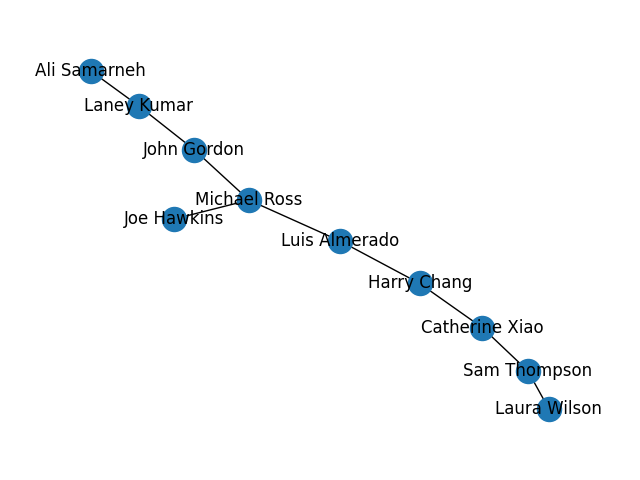 Ali Samarneh
Laney Kumar
John Gordon
Michael Ross
Joe Hawkins
Luis Almerado
Harry Chang
Catherine Xiao
Sam Thompson
Laura Wilson